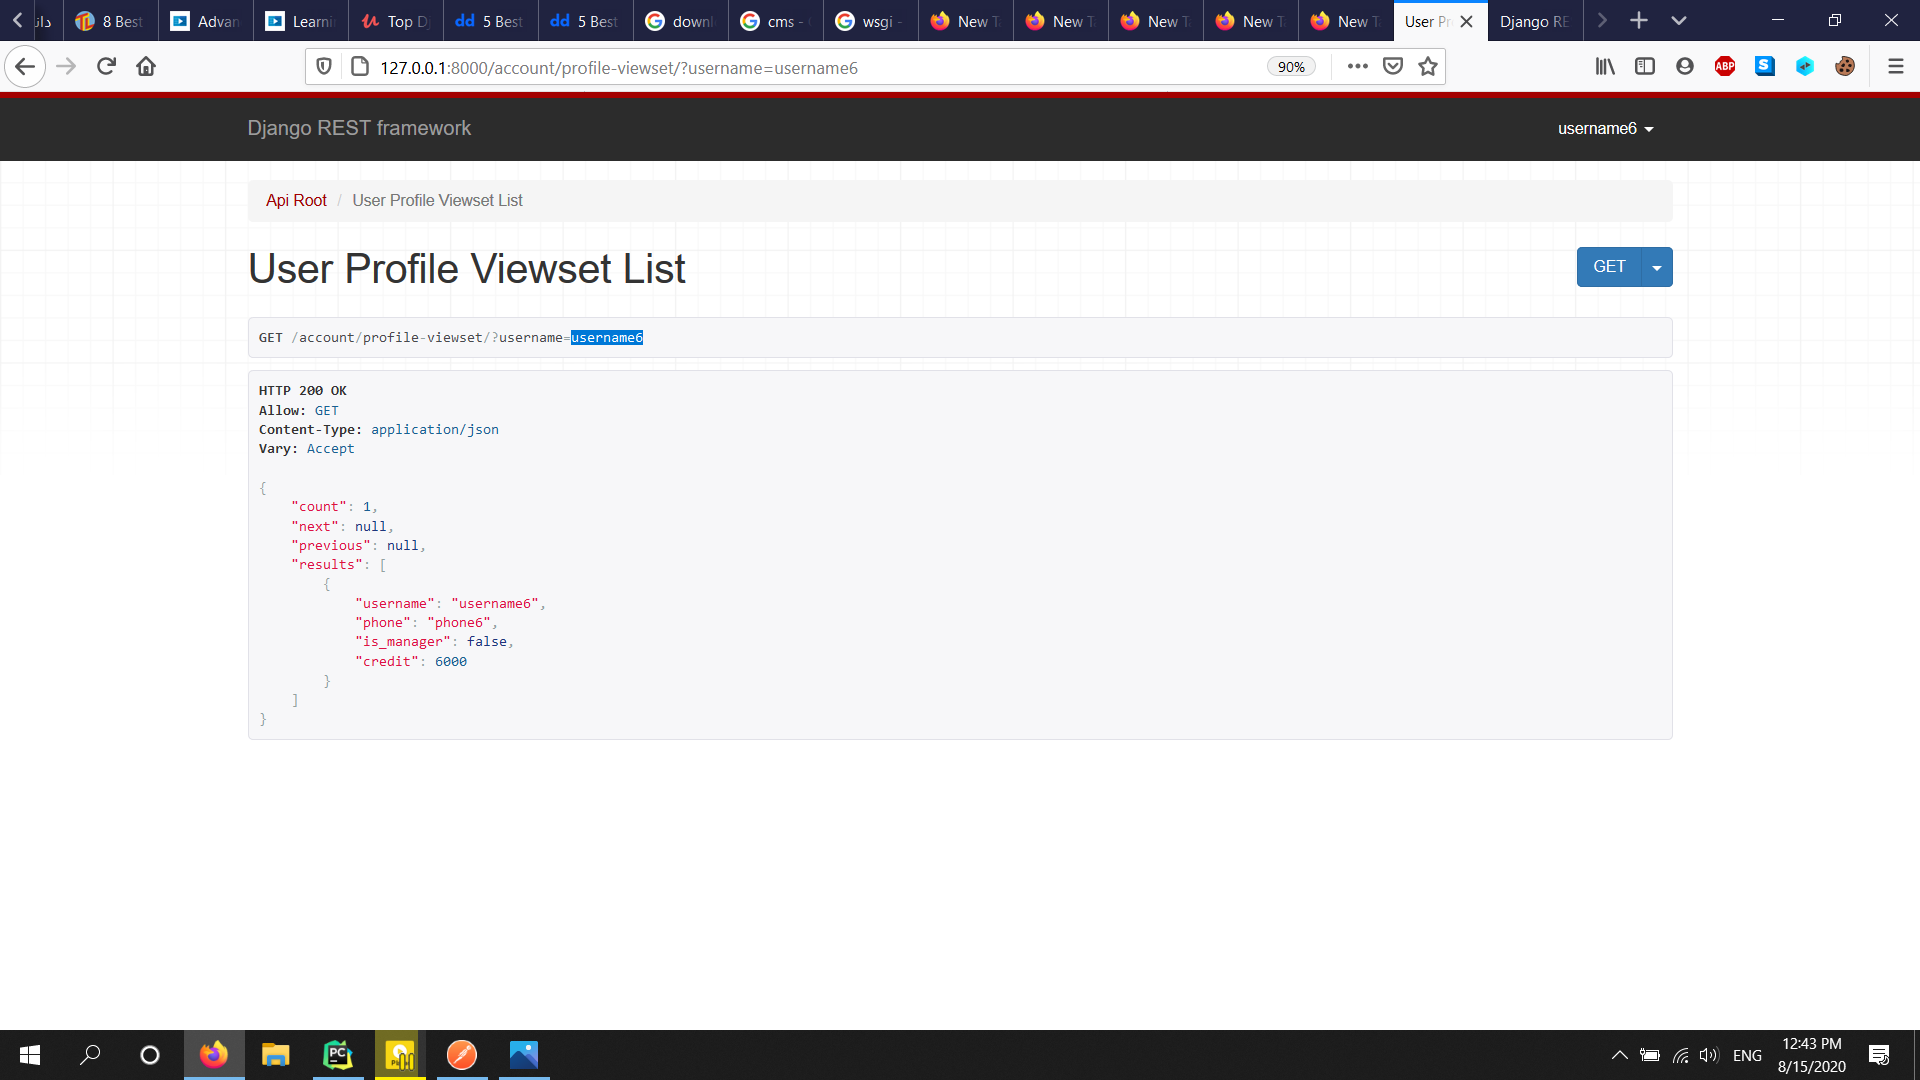 دان
8 Best
Advan
Learni
Top Dj
5 Best
5 Best
downl
cms -
wsgi -
New T
New T
New T
New T
New T
User Pr
Django RE
127.0.0.1:8000/account/profile-viewset/?username=username6
90%
ABP
S
Django REST framework
username6
Api Root / User Profile Viewset List
User Profile Viewset List
GET
GET /account/profile-viewset/?username=username6
HTTP 200 OK
Allow: GET
Content-Type: application/json
Vary: Accept
{
"count": 1,
"next": null,
"previous": null,
"results": [
{
"username": "username6",
"phone": "phone6",
"is_manager": false,
"credit": 6000
}
]
}
PC
ENG
12:43 PM
8/15/2020